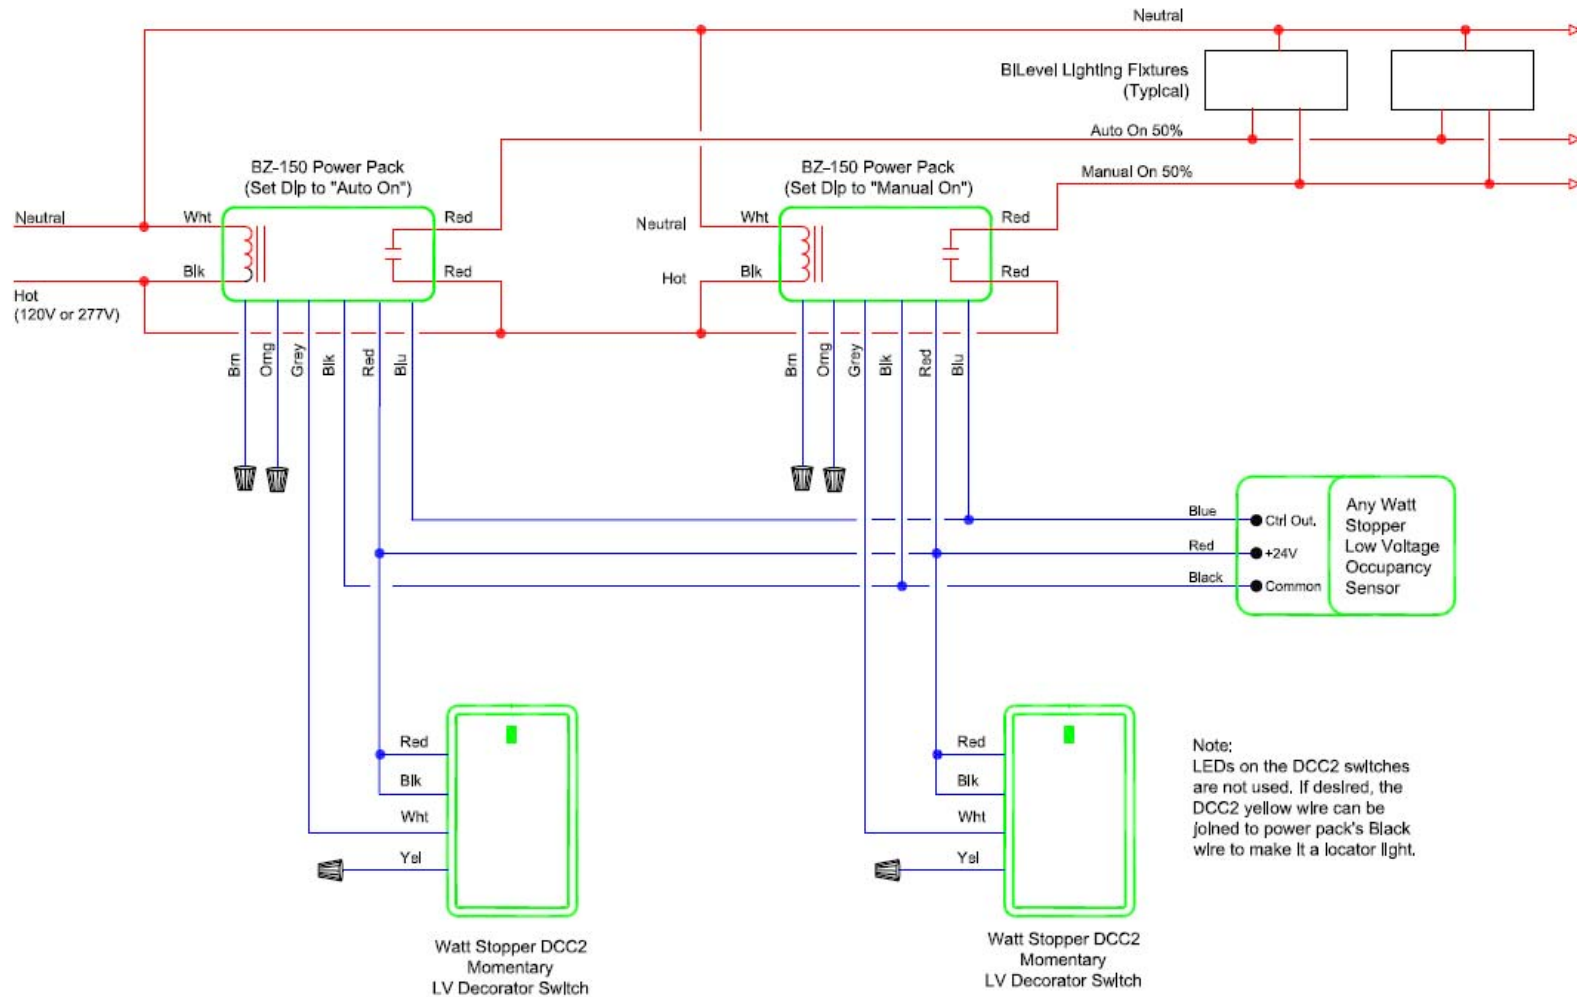 Neutral
BiLevel Lighting Fixtures
(Typical)
Auto On 50%
Manual On 50%
BZ-150 Power Pack
(Set Dip to "Auto On")
BZ-150 Power Pack
(Set Dip to "Manual On")
Neutral
Wht
Red
Neutral
Wht
Red
Blk
Red
Hot
Blk
Red
Hot
(120V or 277V)
Brn
Orng
Grey
Blk
Red
Blu
Brn
Orng
Grey
Blk
Red
Blu
Blue
Red
Black
Ctrl Out.
+24V
Common
Any Watt
Stopper
Low Voltage
Occupancy
Sensor
Red
Blk
Wht
Yel
Red
Blk
Wht
Yel
Note:
LEDs on the DCC2 switches
are not used. If desired, the
DCC2 yellow wire can be
joined to power pack's Black
wire to make it a locator light.
Watt Stopper DCC2
Momentary
LV Decorator Switch
Watt Stopper DCC2
Momentary
LV Decorator Switch